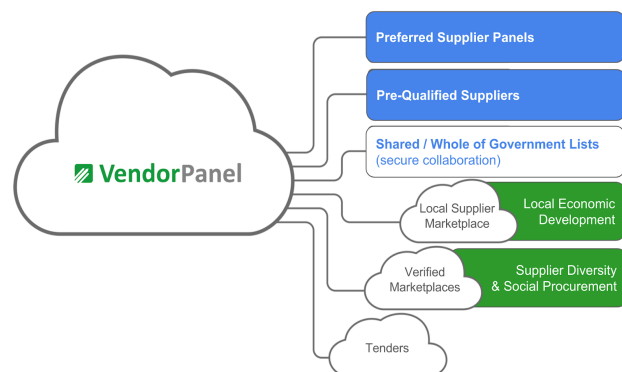 Preferred Supplier Panels
Pre-Qualified Suppliers
Shared / Whole of Government Lists
(secure collaboration)
VendorPanel
Local Supplier
Marketplace
Local Economic
Development
Verified
Marketplaces
Supplier Diversity
& Social Procurement
Tenders